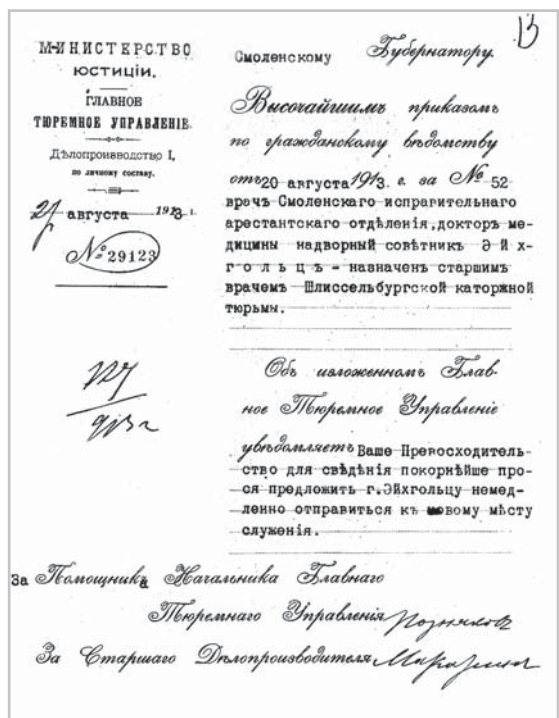 13
МИНИСТЕРСТВО
ЮСТИЦІИ.
ГЛАВНОЕ
ТЮРЕМНОЕ УПРАВЛЕНІЕ.
Дѣлопроизводство I,
по личному составу.
августа 1913 г.
№ 29123
Смоленскому Губернатору.
Высочайшимъ приказомъ
по гражданскому вѣдомству
отъ 20 августа 1913. г. за № 52
врачъ Смоленскаго исправительнаго
арестантскаго отдѣленія, докторъ ме-
дицины надворный совѣтникъ Э й х-
г о л ь ц ъ - назначенъ старшимъ
врачемъ Шлиссельбургской каторжной
тюрьмы.
Объ изложенномъ Глав-
ное Тюремное Управленіе
увѣдомляетъ Ваше Превосходитель-
ство для свѣдѣнія покорнѣйше про-
ся предложить г.Эйхгольцу немед-
ленно отправиться къ новому мѣсту
служенія.
За Помощника Начальника Главнаго
Тюремнаго Управленія
За Старшаго Дѣлопроизводителя